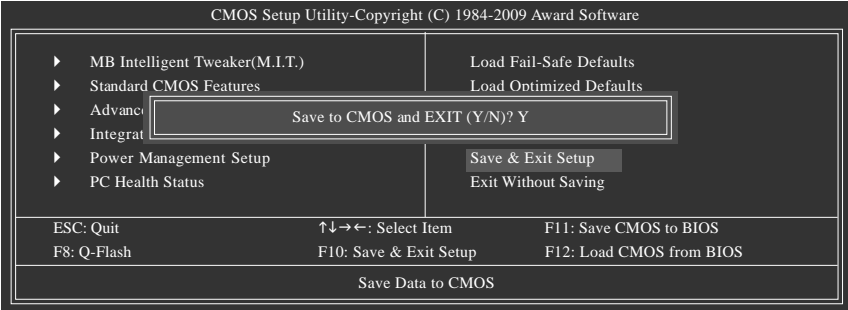 CMOS Setup Utility-Copyright (C) 1984-2009 Award Software
MB Intelligent Tweaker(M.I.T.)
Standard CMOS Features
Advanc
Integrat
Power Management Setup
PC Health Status
Load Fail-Safe Defaults
Load Optimized Defaults
Save & Exit Setup
Exit Without Saving
Save to CMOS and EXIT (Y/N)? Y
ESC: Quit
↑↓→←: Select Item
F11: Save CMOS to BIOS
F8: Q-Flash
F10: Save & Exit Setup
F12: Load CMOS from BIOS
Save Data to CMOS